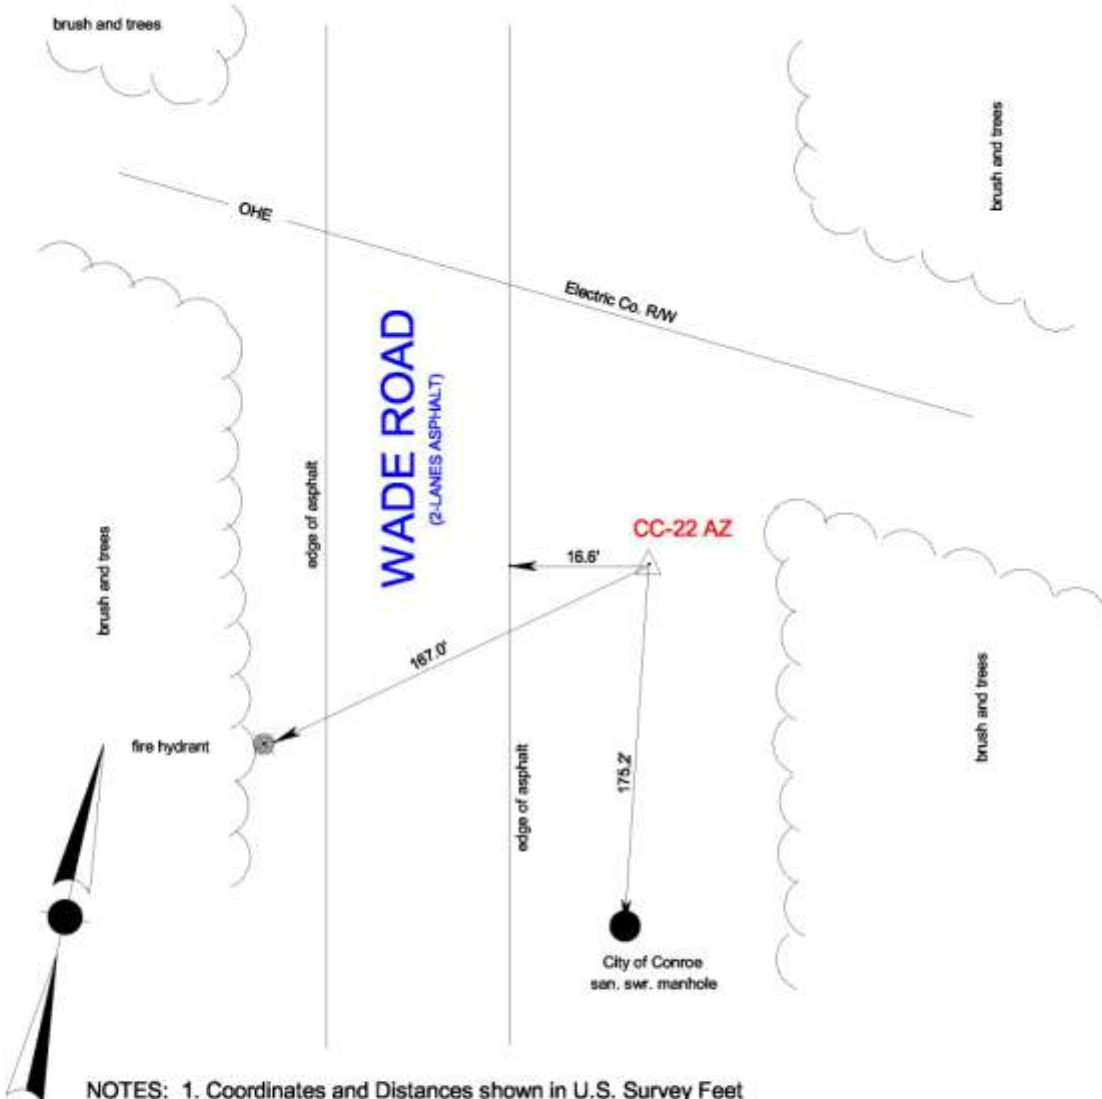 brush and trees
brush and trees
OHE
Electric Co. R/W
WADE ROAD
(2-LANES ASPHALT)
edge of asphalt
CC-22 AZ
16.6'
brush and trees
167.0'
brush and trees
fire hydrant
175.2'
edge of asphalt
City of Conroe
san. swr. manhole
NOTES: 1. Coordinates and Distances shown in U.S. Survey Feet